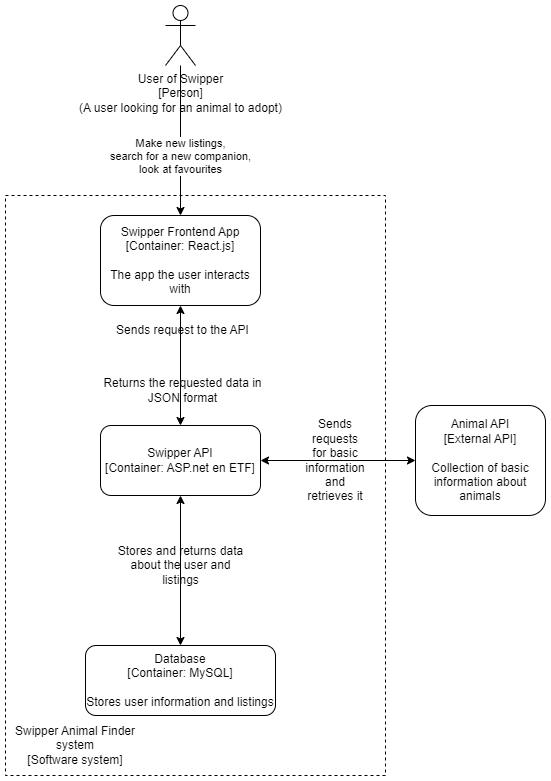 User of Swipper
[Person]
(A user looking for an animal to adopt)
Make new listings,
search for a new companion,
look at favourites
Swipper Frontend App
[Container: React.js]
The app the user interacts
with
Sends request to the API
Returns the requested data in
JSON format
Swipper API
[Container: ASP.net en ETF]
Sends
requests
for basic
information
and
retrieves it
Animal API
[External API]
Collection of basic
information about
animals
Stores and returns data
about the user and
listings
Database
[Container: MySQL]
Stores user information and listings
Swipper Animal Finder
system
[Software system]